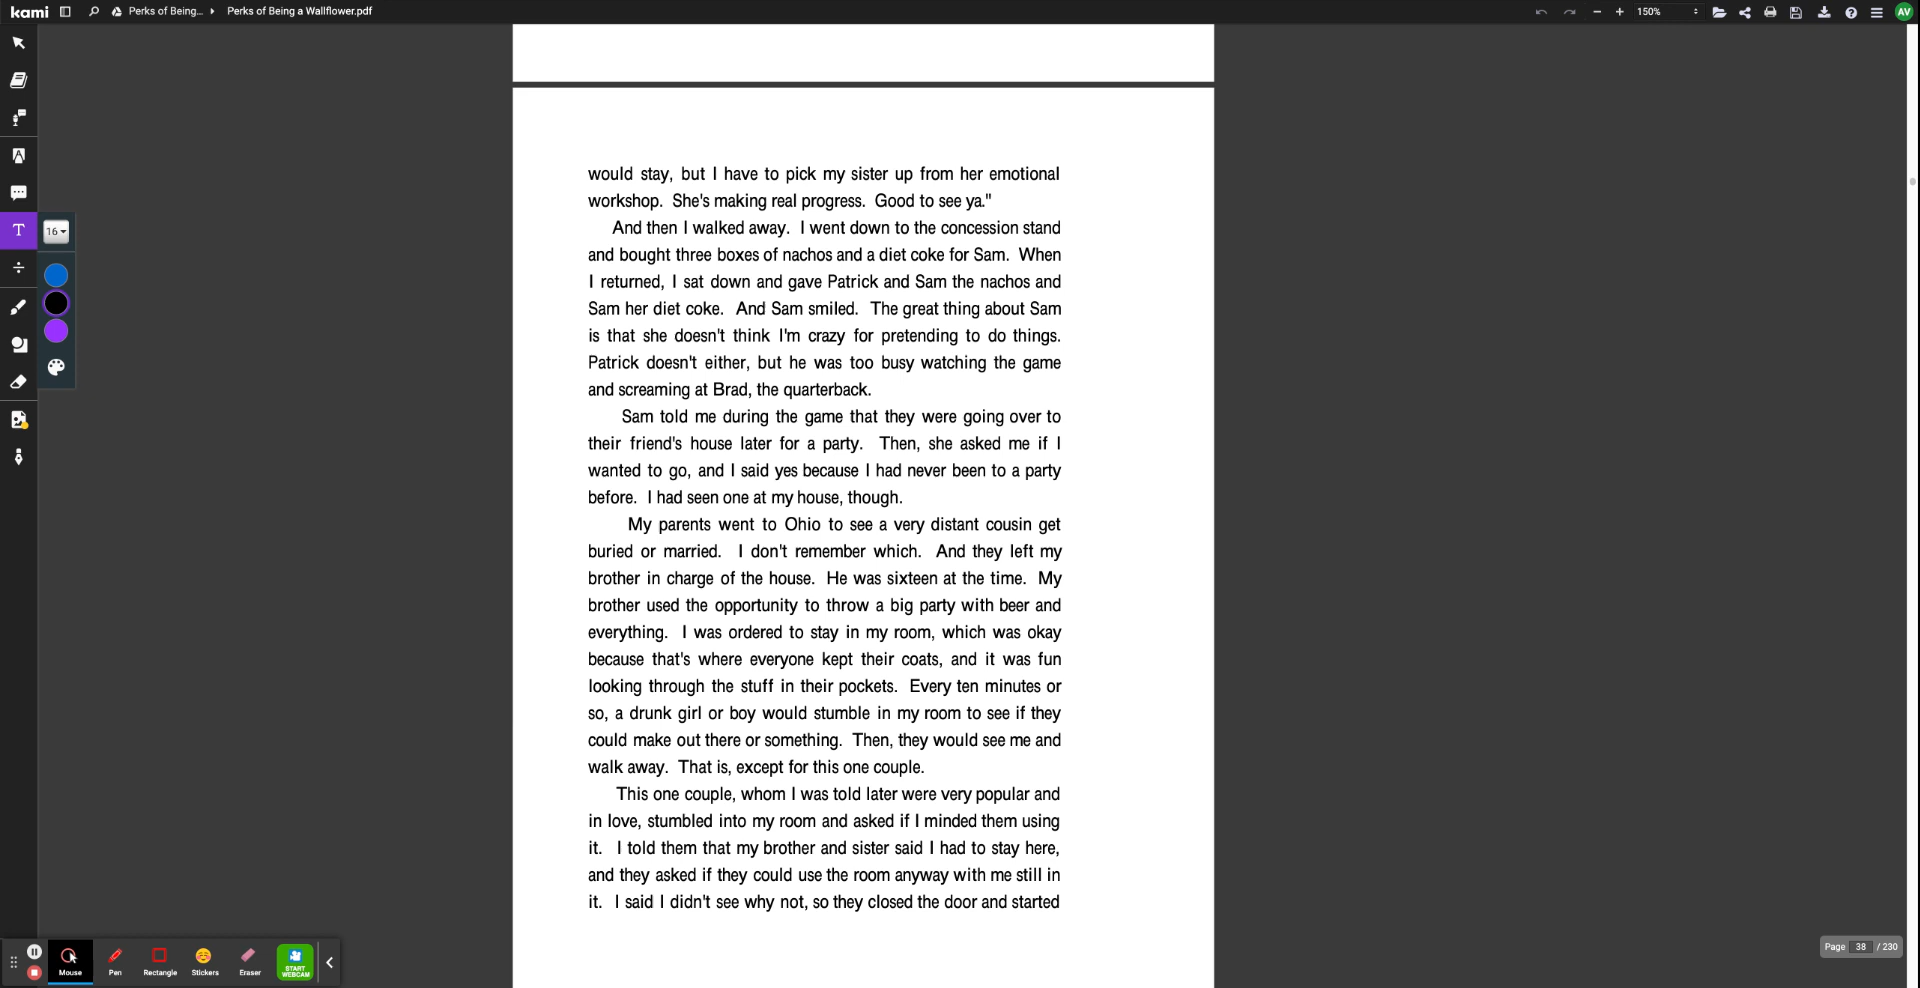 kami
Perks of Being...
Perks of Being a Wallflower.pdf
150%
AV
T
16
would stay, but I have to pick my sister up from her emotional
workshop. She's making real progress. Good to see ya."
And then I walked away. I went down to the concession stand
and bought three boxes of nachos and a diet coke for Sam. When
I returned, I sat down and gave Patrick and Sam the nachos and
Sam her diet coke. And Sam smiled. The great thing about Sam
is that she doesn't think I'm crazy for pretending to do things.
Patrick doesn't either, but he was too busy watching the game
and screaming at Brad, the quarterback.
Sam told me during the game that they were going over to
their friend's house later for a party. Then, she asked me if I
wanted to go, and I said yes because I had never been to a party
before. I had seen one at my house, though.
My parents went to Ohio to see a very distant cousin get
buried or married. I don't remember which. And they left my
brother in charge of the house. He was sixteen at the time. My
brother used the opportunity to throw a big party with beer and
everything. I was ordered to stay in my room, which was okay
because that's where everyone kept their coats, and it was fun
looking through the stuff in their pockets. Every ten minutes or
so, a drunk girl or boy would stumble in my room to see if they
could make out there or something. Then, they would see me and
walk away. That is, except for this one couple.
This one couple, whom I was told later were very popular and
in love, stumbled into my room and asked if I minded them using
it. I told them that my brother and sister said I had to stay here,
and they asked if they could use the room anyway with me still in
it. I said I didn't see why not, so they closed the door and started
Page 38 / 230
Mouse
Pen
Rectangle
Stickers
Eraser
START
WEBCAM